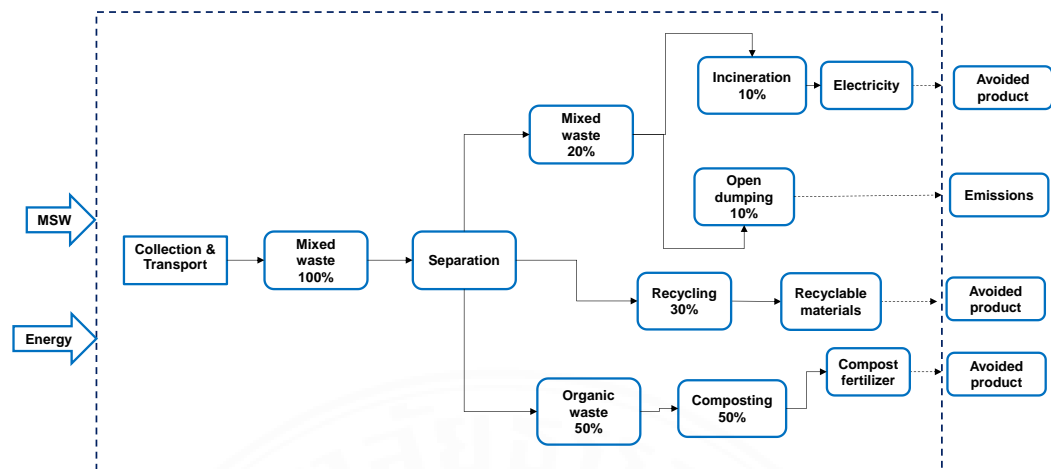 Incineration
10%
Electricity
Avoided
product
Mixed
waste
20%
Open
dumping
10%
Emissions
MSW
Collection &
Transport
Mixed
waste
100%
Separation
Recycling
30%
Recyclable
materials
Avoided
product
Energy
Organic
waste
50%
Composting
50%
Compost
fertilizer
Avoided
product